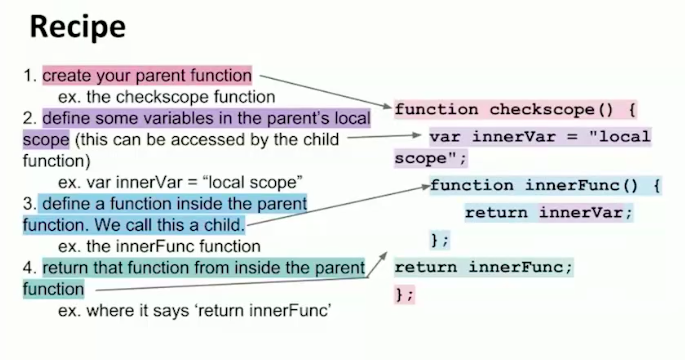 Recipe
1. create your parent function
ex. the checkscope function
2. define some variables in the parent's local
scope (this can be accessed by the child
function)
ex. var innerVar = “local scope”
3. define a function inside the parent
function. We call this a child.
ex. the innerFunc function
4. return that function from inside the parent
function
ex. where it says ‘return innerFunc’
function checkscope() {
var innerVar = "local
scope";
function innerFunc() {
return innerVar;
};
return innerFunc;
};